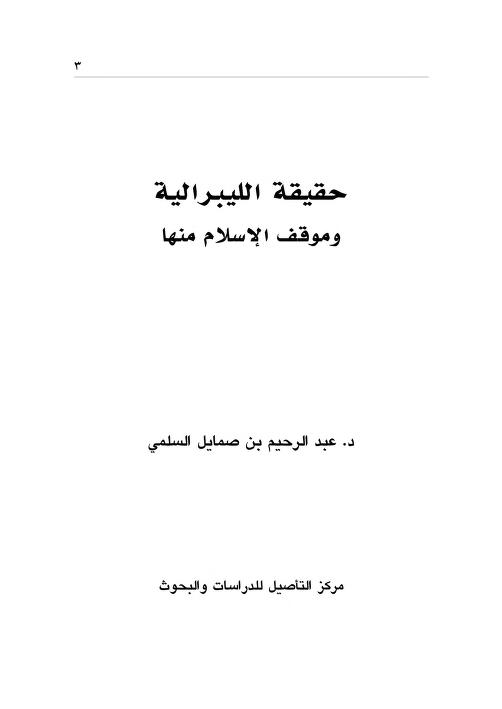 ٣
حقيقة الليبرالية
وموقف الإسلام منها
د. عبد الرحيم بن صمايل السلمي
مركز التأصيل للدراسات والبحوث